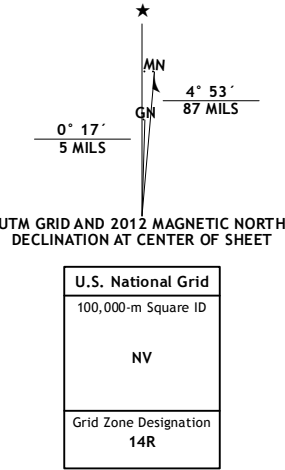 ★
MN
4° 53´
87 MILS
GN
0° 17´
5 MILS
UTM GRID AND 2012 MAGNETIC NORTH
DECLINATION AT CENTER OF SHEET
U.S. National Grid
100,000-m Square ID
NV
Grid Zone Designation
14R